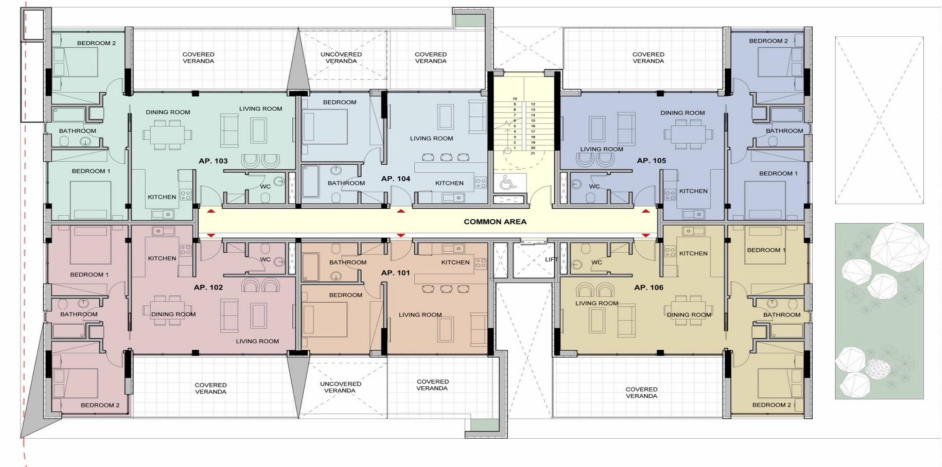 BEDROOM 2
COVERED
VERANDA
UNCOVERED
VERANDA
COVERED
VERANDA
COVERED
VERANDA
BEDROOM 2
DINING ROOM
LIVING ROOM
BATHROOM
BEDROOM 1
AP. 103
KITCHEN
WC
BEDROOM
LIVING ROOM
BATHROOM
AP. 104
KITCHEN
DINING ROOM
LIVING ROOM
BATHROOM
AP. 105
BEDROOM 1
WC
KITCHEN
COMMON AREA
LIFT
BEDROOM 1
KITCHEN
WC
AP. 102
BATHROOM
DINING ROOM
LIVING ROOM
BEDROOM 2
BATHROOM
KITCHEN
AP. 101
BEDROOM
LIVING ROOM
WC
KITCHEN
BEDROOM 1
AP. 106
LIVING ROOM
DINING ROOM
BATHROOM
BEDROOM 2
COVERED
VERANDA
UNCOVERED
VERANDA
COVERED
VERANDA
COVERED
VERANDA